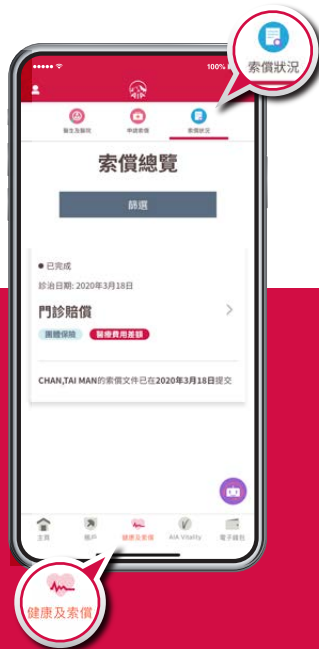 索償狀況
100%
醫生及醫院
申請索償
索償狀況
索償總覽
篩選
已完成
診治日期: 2020年3月18日
門診賠償
團體保險 醫療費用差額
CHAN,TAI MAN的索償文件已在2020年3月18日提交
主頁 賬戶 健康及索償 AIA Vitality 電子錢包
健康及索償